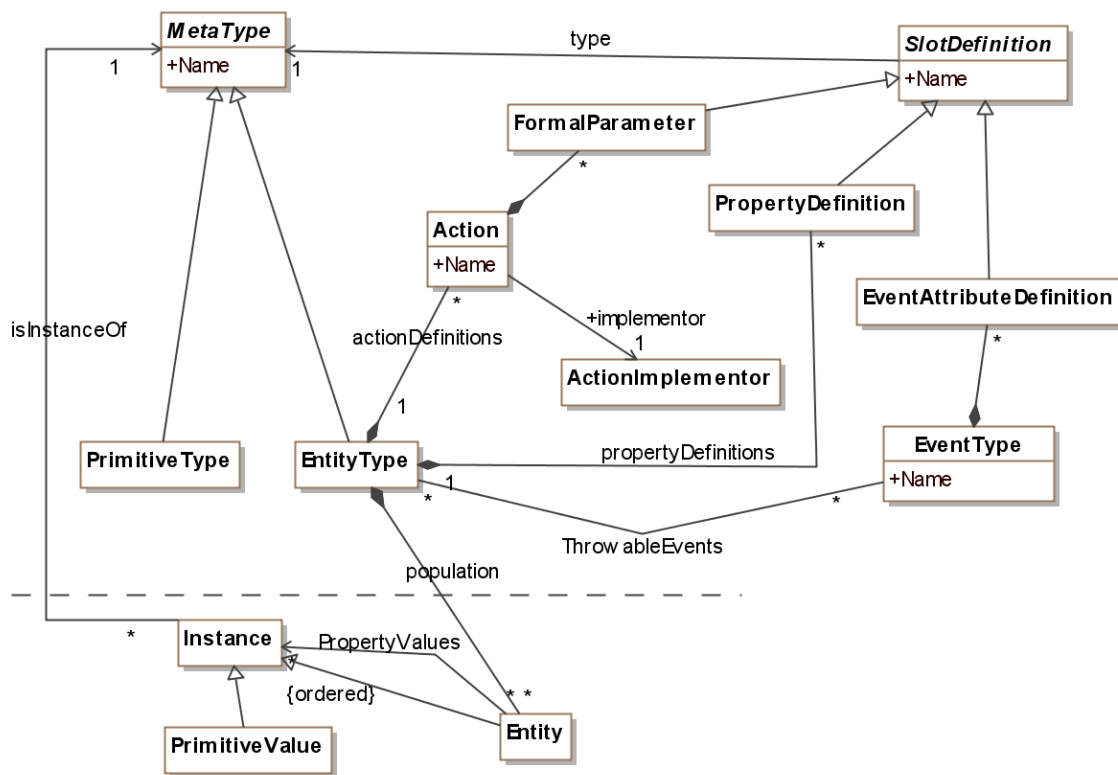 MetaType
+Name
1
1
type
SlotDefinition
+Name
FormalParameter
*
PropertyDefinition
*
Action
+Name
*
EventAttributeDefinition
*
+implementor
1
ActionImplementor
isInstanceOf
actionDefinitions
1
PrimitiveType
EntityType
1
*
propertyDefinitions
EventType
+Name
*
ThrowableEvents
population
*
Instance
PropertyValues
*
{ordered}
* *
Entity
PrimitiveValue